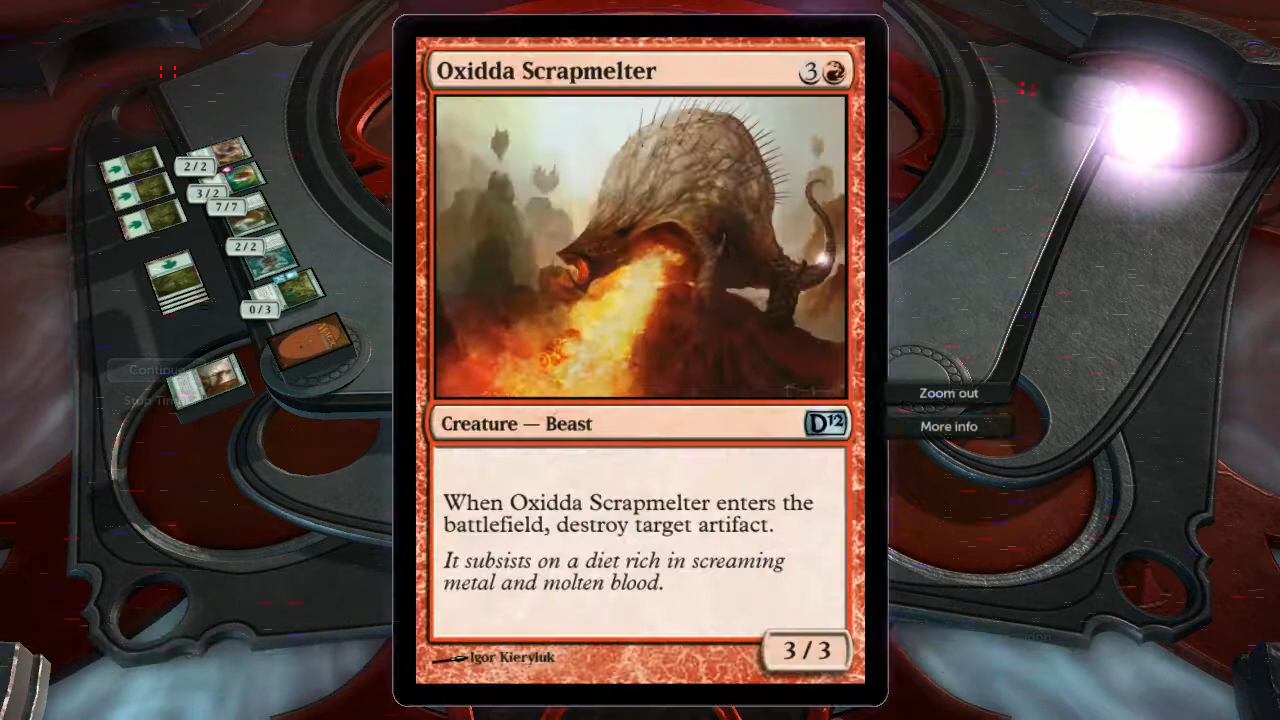 Oxidda Scrapmelter
3
2/2
3/2
7/7
2/2
0/3
Continue
Zoom out
More info
Creature — Beast
D12
When Oxidda Scrapmelter enters the
battlefield, destroy target artifact.
It subsists on a diet rich in screaming
metal and molten blood.
3/3
Igor Kieryluk